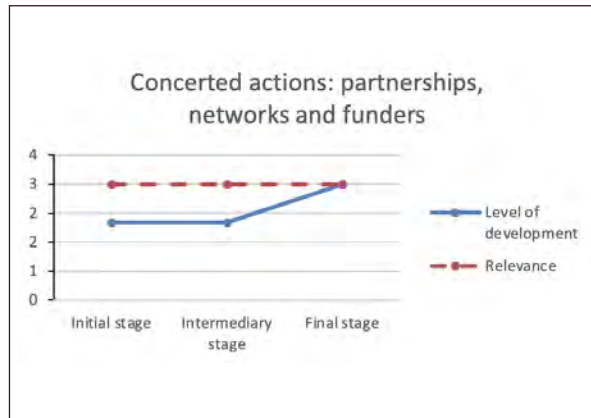 Concerted actions: partnerships,
networks and funders
4
3
2
2
1
0
Initial stage
Intermediary
stage
Final stage
Level of
development
Relevance